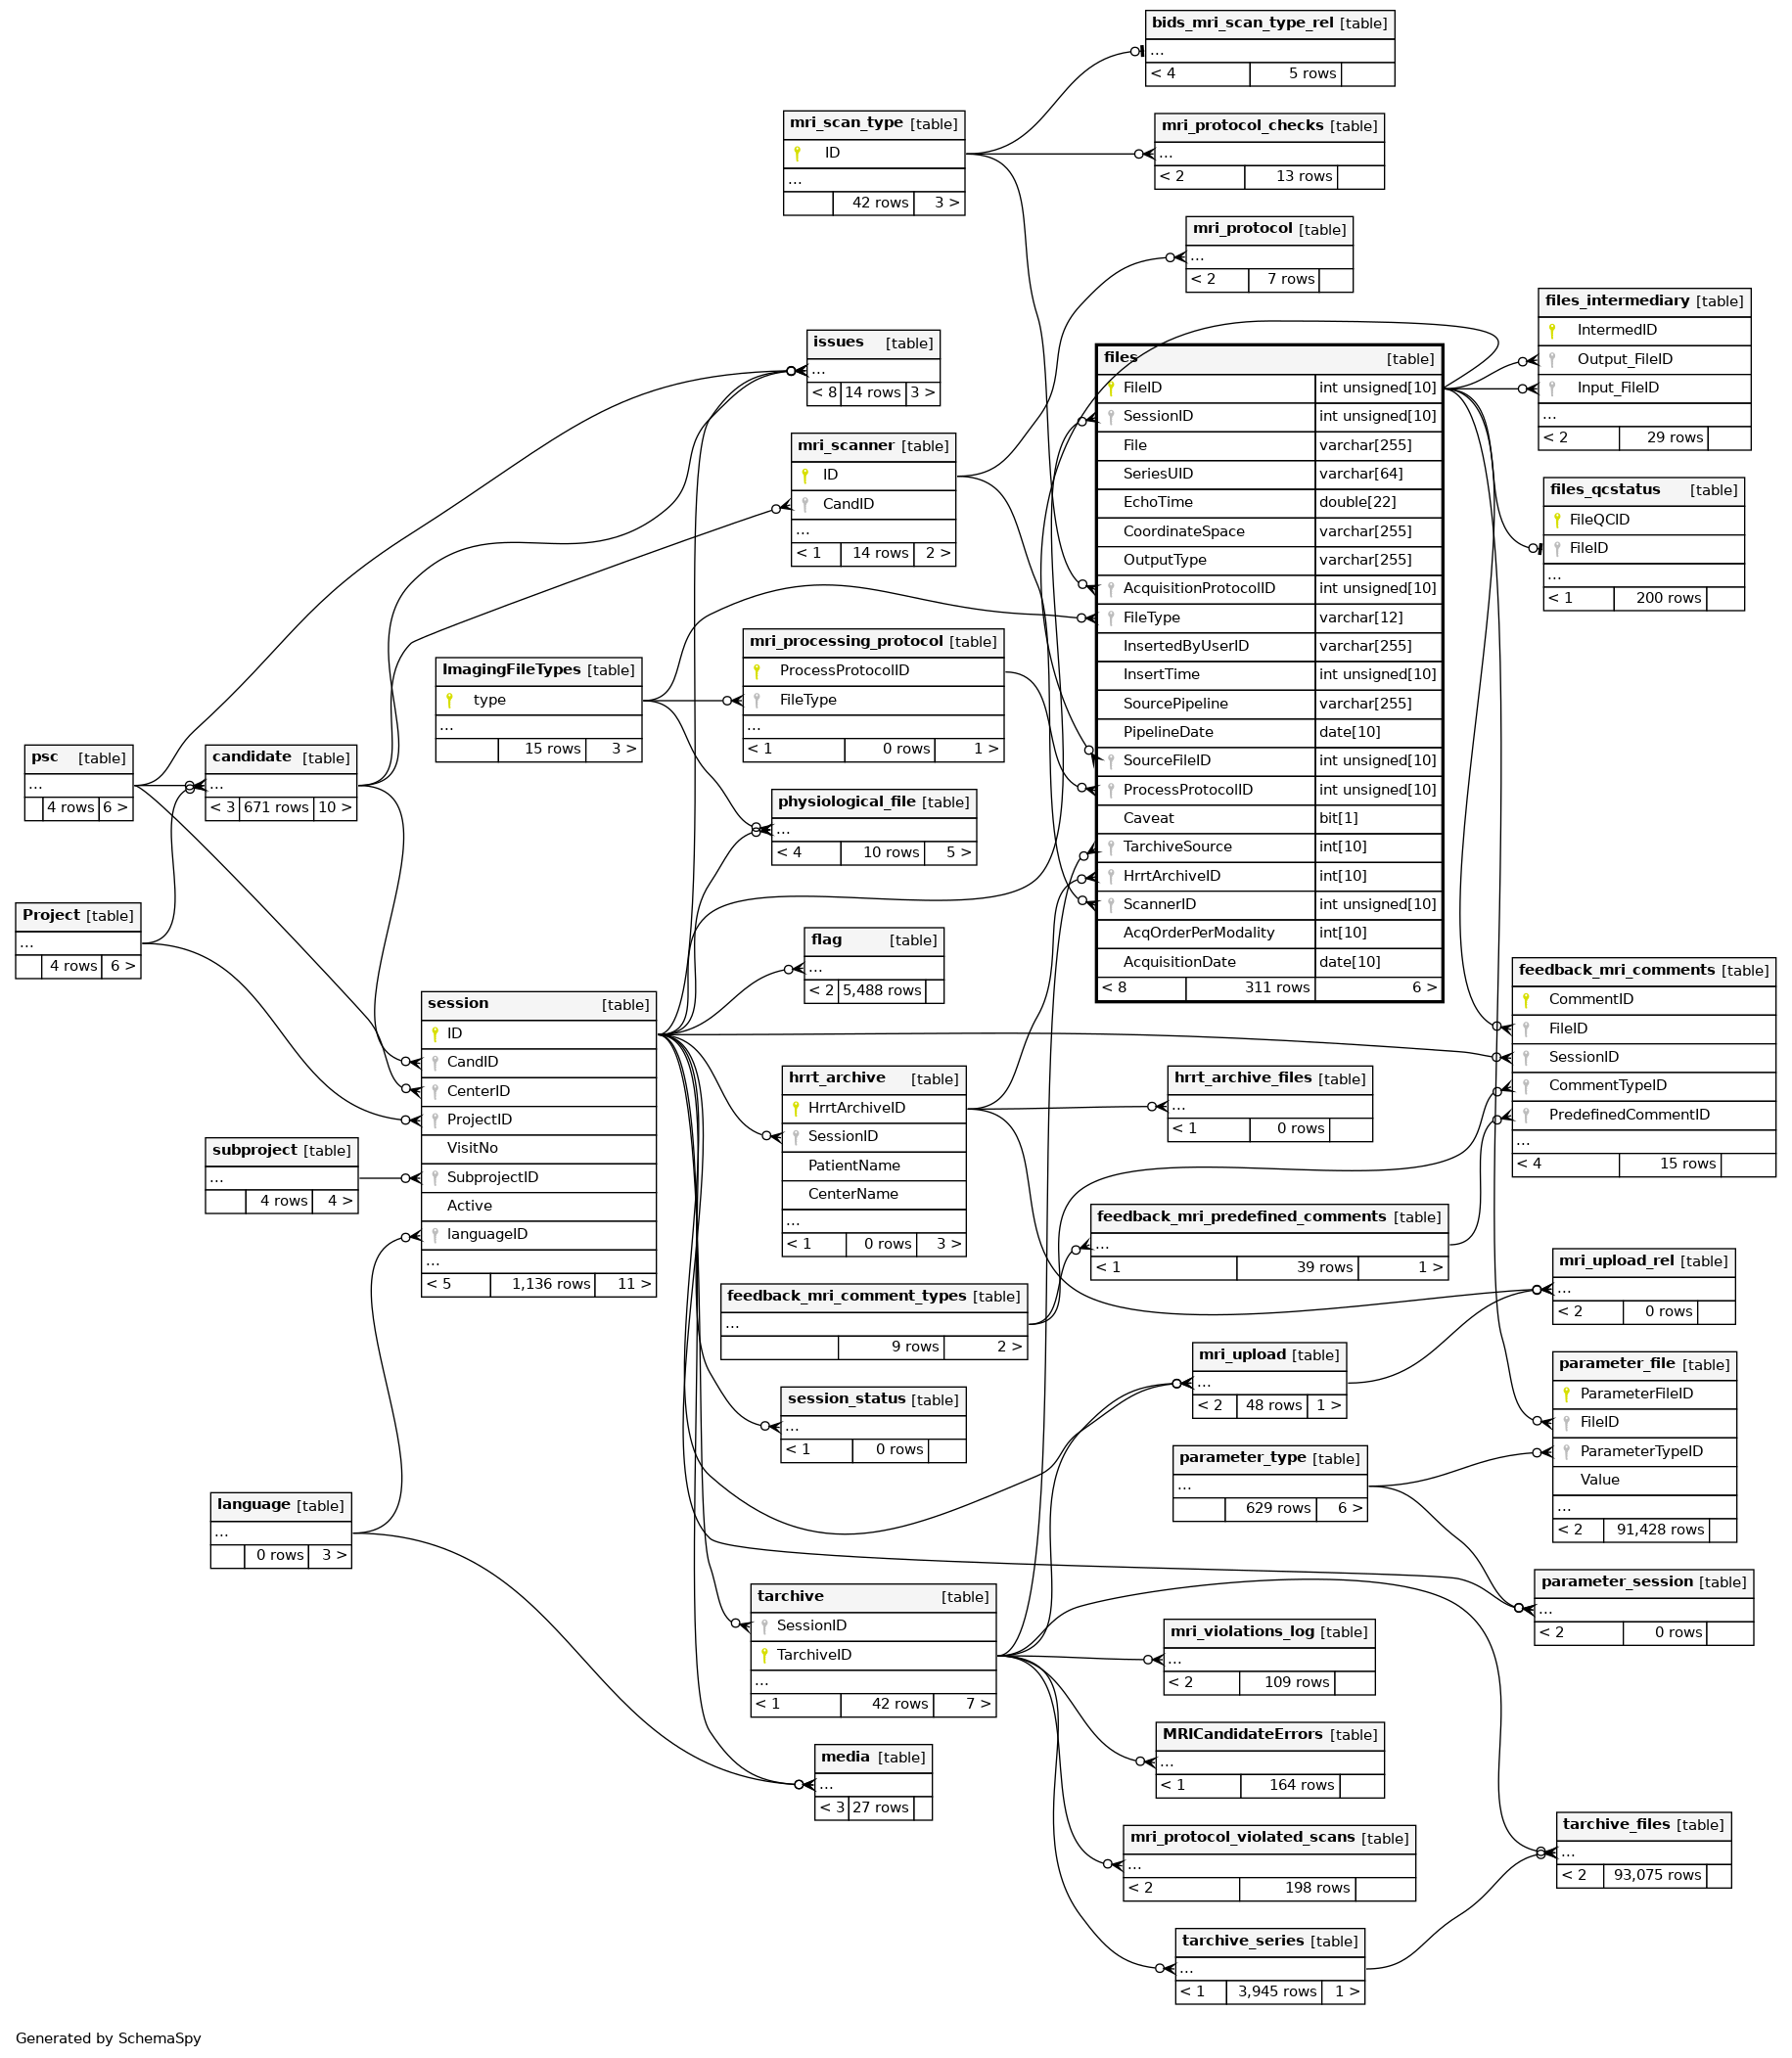 bids_mri_scan_type_rel [table]
...
< 4 5 rows
mri_scan_type [table]
ID
...
42 rows 3 >
mri_protocol_checks [table]
...
< 2 13 rows
mri_protocol [table]
...
< 2 7 rows
files_intermediary [table]
IntermedID
Output_FileID
Input_FileID
...
< 2 29 rows
issues [table]
...
< 8 14 rows 3 >
files [table]
FileID int unsigned[10]
SessionID int unsigned[10]
File varchar[255]
SeriesUID varchar[64]
EchoTime double[22]
CoordinateSpace varchar[255]
OutputType varchar[255]
AcquisitionProtocolID int unsigned[10]
FileType varchar[12]
InsertedByUserID varchar[255]
InsertTime int unsigned[10]
SourcePipeline varchar[255]
PipelineDate date[10]
SourceFileID int unsigned[10]
ProcessProtocolID int unsigned[10]
Caveat bit[1]
TarchiveSource int[10]
HrrtArchiveID int[10]
ScannerID int unsigned[10]
AcqOrderPerModality int[10]
AcquisitionDate date[10]
< 8 311 rows 6 >
mri_scanner [table]
ID
CandID
...
< 1 14 rows 2 >
files_qcstatus [table]
FileQCID
FileID
...
< 1 200 rows
mri_processing_protocol [table]
ProcessProtocolID
FileType
...
< 1 0 rows 1 >
ImagingFileTypes [table]
type
...
15 rows 3 >
psc [table]
...
4 rows 6 >
candidate [table]
...
< 3 671 rows 10 >
physiological_file [table]
...
< 4 10 rows 5 >
Project [table]
...
4 rows 6 >
flag [table]
...
< 2 5,488 rows
feedback_mri_comments [table]
CommentID
FileID
SessionID
CommentTypeID
PredefinedCommentID
...
< 4 15 rows
session [table]
ID
CandID
CenterID
ProjectID
VisitNo
SubprojectID
Active
languageID
...
< 5 1,136 rows 11 >
hrrt_archive [table]
HrrtArchiveID
SessionID
PatientName
CenterName
...
< 1 0 rows 3 >
hrrt_archive_files [table]
...
< 1 0 rows
subproject [table]
...
4 rows 4 >
feedback_mri_predefined_comments [table]
...
< 1 39 rows 1 >
mri_upload_rel [table]
...
< 2 0 rows
feedback_mri_comment_types [table]
...
9 rows 2 >
mri_upload [table]
...
< 2 48 rows 1 >
parameter_file [table]
ParameterFileID
FileID
ParameterTypeID
Value
...
< 2 91,428 rows
session_status [table]
...
< 1 0 rows
parameter_type [table]
...
629 rows 6 >
language [table]
...
0 rows 3 >
parameter_session [table]
...
< 2 0 rows
tarchive [table]
SessionID
TarchiveID
...
< 1 42 rows 7 >
mri_violations_log [table]
...
< 2 109 rows
MRICandidateErrors [table]
...
< 1 164 rows
media [table]
...
< 3 27 rows
tarchive_files [table]
...
< 2 93,075 rows
mri_protocol_violated_scans [table]
...
< 2 198 rows
tarchive_series [table]
...
< 1 3,945 rows 1 >
Generated by SchemaSpy